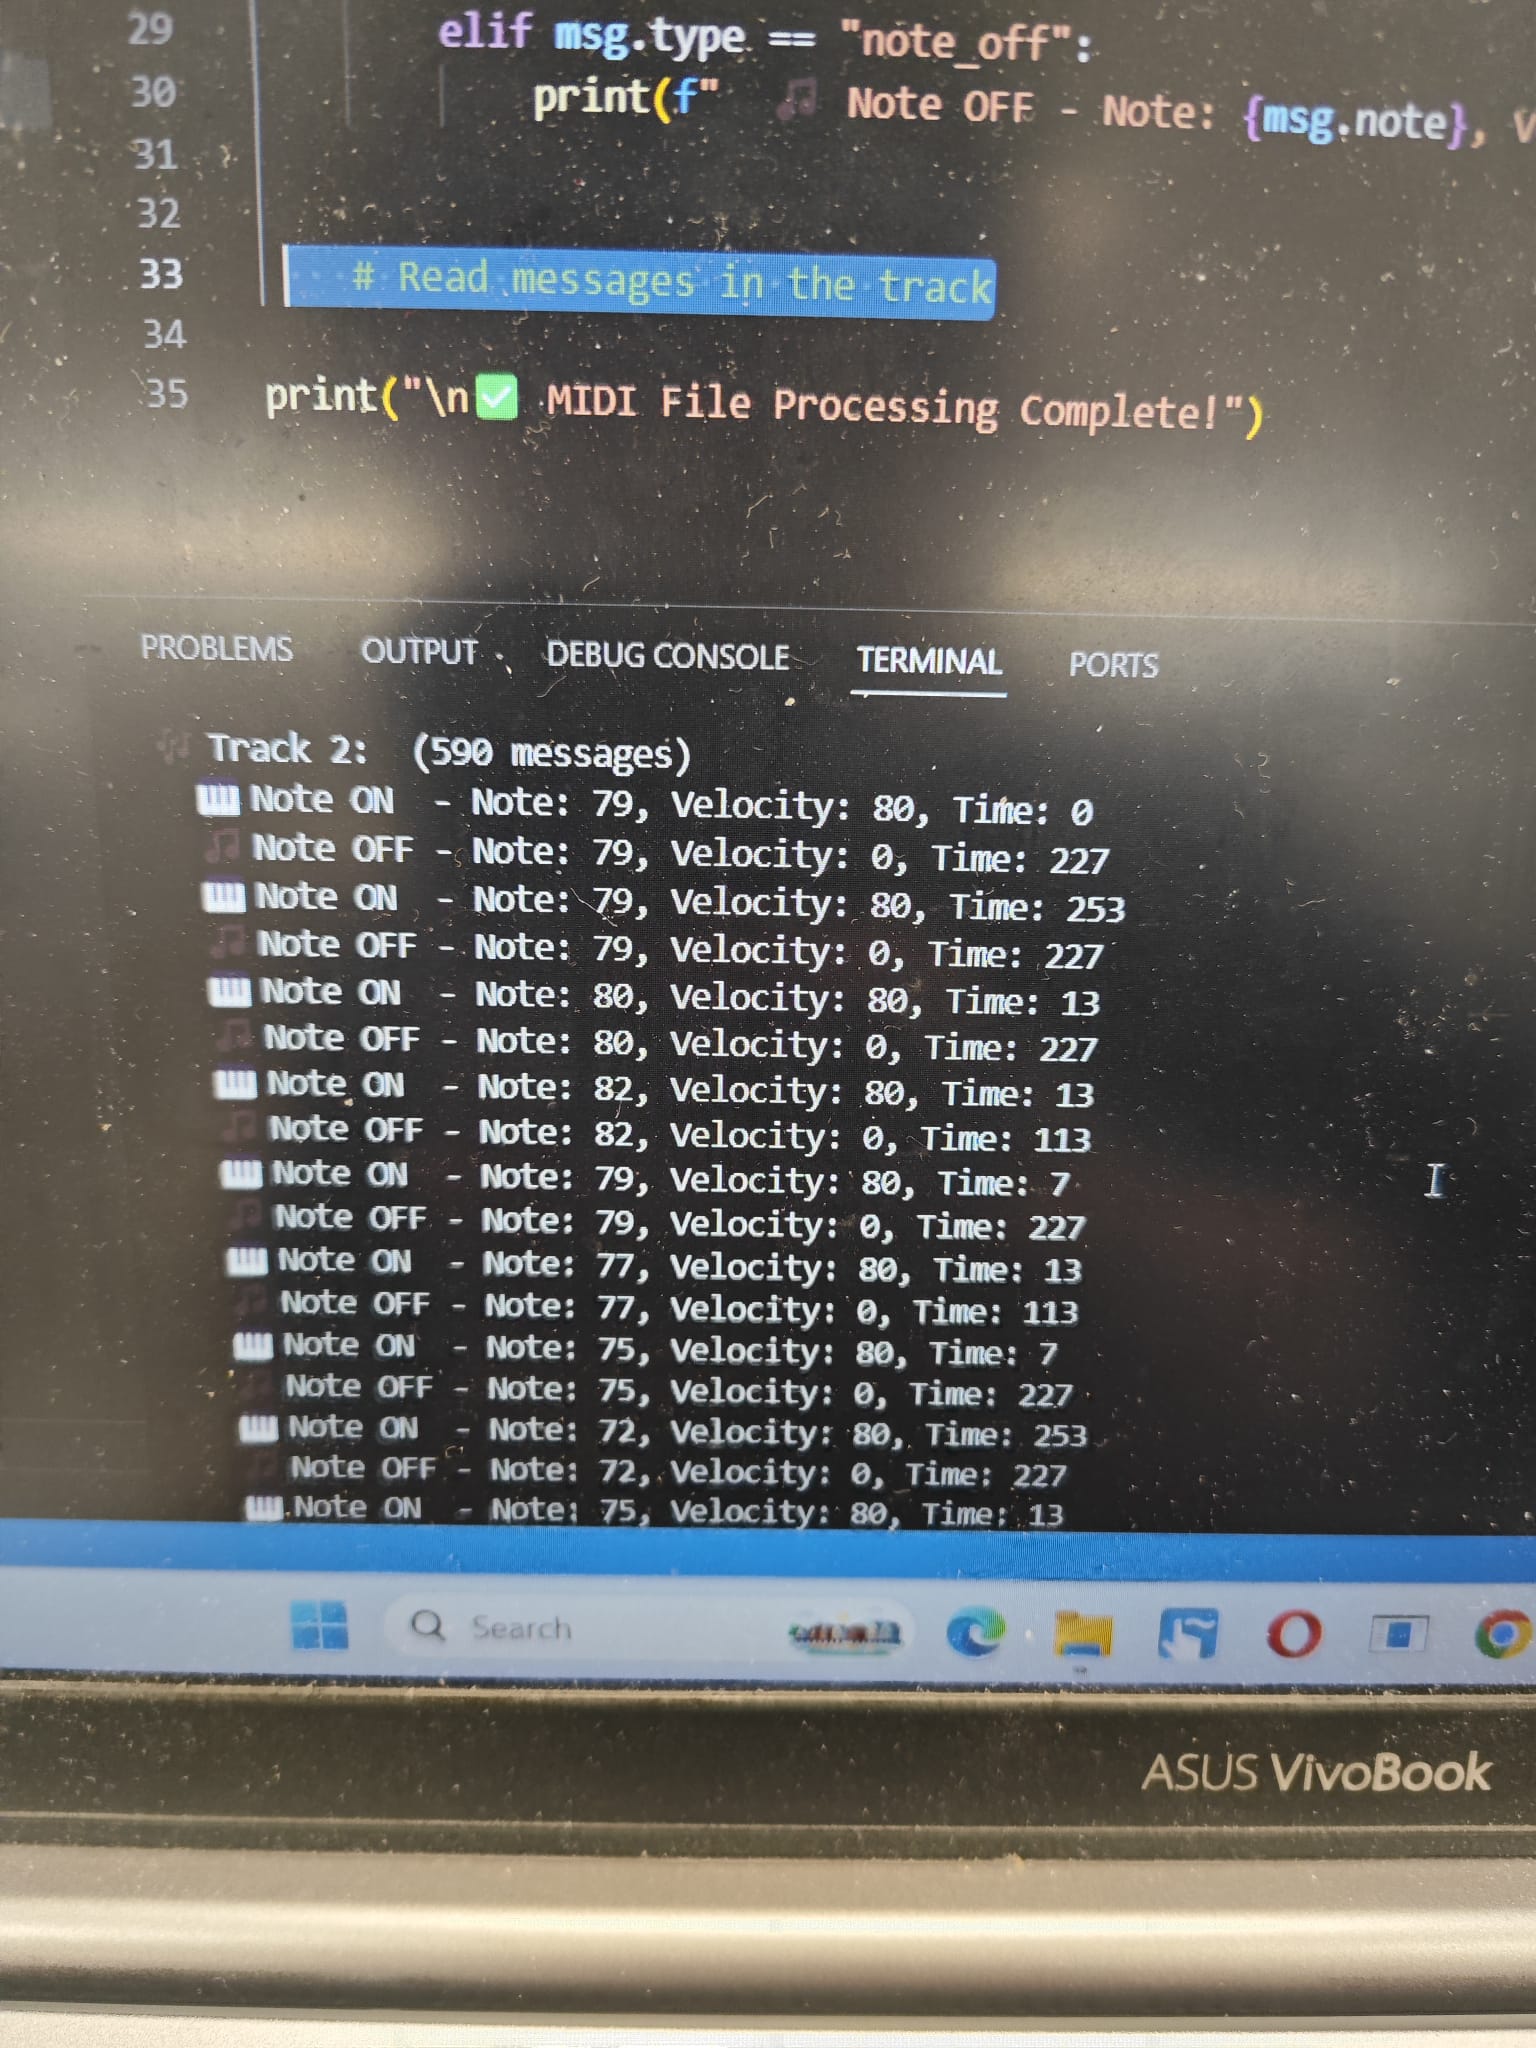 29 elif msg.type == "note_off":
30 print(f" 🎵 Note OFF - Note: {msg.note}, V
31
32
33 # Read messages in the track
34
35 print("\n✅ MIDI File Processing Complete!")
PROBLEMS OUTPUT DEBUG CONSOLE TERMINAL PORTS
🎶 Track 2: (590 messages)
🎹 Note ON - Note: 79, Velocity: 80, Time: 0
🎵 Note OFF - Note: 79, Velocity: 0, Time: 227
🎹 Note ON - Note: 79, Velocity: 80, Time: 253
🎵 Note OFF - Note: 79, Velocity: 0, Time: 227
🎹 Note ON - Note: 80, Velocity: 80, Time: 13
🎵 Note OFF - Note: 80, Velocity: 0, Time: 227
🎹 Note ON - Note: 82, Velocity: 80, Time: 13
🎵 Note OFF - Note: 82, Velocity: 0, Time: 113
🎹 Note ON - Note: 79, Velocity: 80, Time: 7
🎵 Note OFF - Note: 79, Velocity: 0, Time: 227
🎹 Note ON - Note: 77, Velocity: 80, Time: 13
🎵 Note OFF - Note: 77, Velocity: 0, Time: 113
🎹 Note ON - Note: 75, Velocity: 80, Time: 7
🎵 Note OFF - Note: 75, Velocity: 0, Time: 227
🎹 Note ON - Note: 72, Velocity: 80, Time: 253
🎵 Note OFF - Note: 72, Velocity: 0, Time: 227
🎹 Note ON - Note: 75, Velocity: 80, Time: 13
Search
ASUS VivoBook